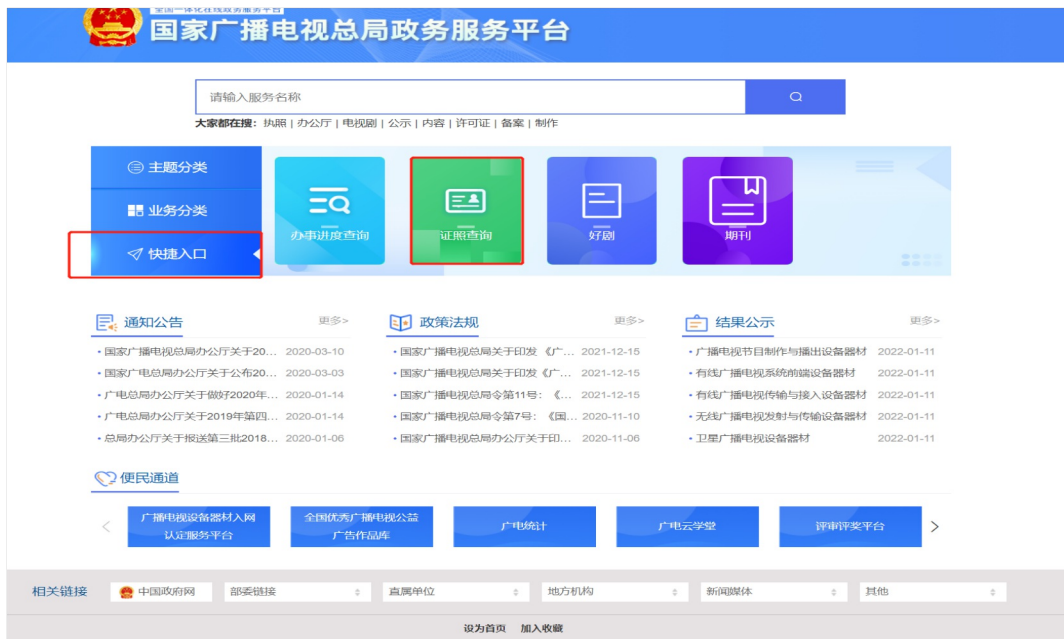 全国一体化在线政务服务平台
国家广播电视总局政务服务平台
请输入服务名称
大家都在搜：执照 | 办公厅 | 电视剧 | 公示 | 内容 | 许可证 | 备案 | 制作
主题分类
业务分类
快捷入口
办事进度查询
证照查询
好剧
期刊
通知公告 更多>
• 国家广播电视总局办公厅关于20... 2020-03-10
• 国家广电总局办公厅关于公布20... 2020-03-03
• 广电总局办公厅关于做好2020年... 2020-01-14
• 广电总局办公厅关于2019年第四... 2020-01-14
• 总局办公厅关于报送第三批2018... 2020-01-06
政策法规 更多>
• 国家广播电视总局关于印发 《广... 2021-12-15
• 国家广播电视总局关于印发《广... 2021-12-15
• 国家广播电视总局令第11号： 《... 2021-12-15
• 国家广播电视总局令第7号： 《国... 2020-11-10
• 国家广播电视总局办公厅关于印... 2020-11-06
结果公示 更多>
• 广播电视节目制作与播出设备器材 2022-01-11
• 有线广播电视系统前端设备器材 2022-01-11
• 有线广播电视传输与接入设备器材 2022-01-11
• 无线广播电视发射与传输设备器材 2022-01-11
• 卫星广播电视设备器材 2022-01-11
便民通道
广播电视设备器材入网
认定服务平台
全国优秀广播电视公益
广告作品库
广电统计
广电云学堂
评审评奖平台
相关链接 中国政府网 部委链接 直属单位 地方机构 新闻媒体 其他
设为首页 加入收藏